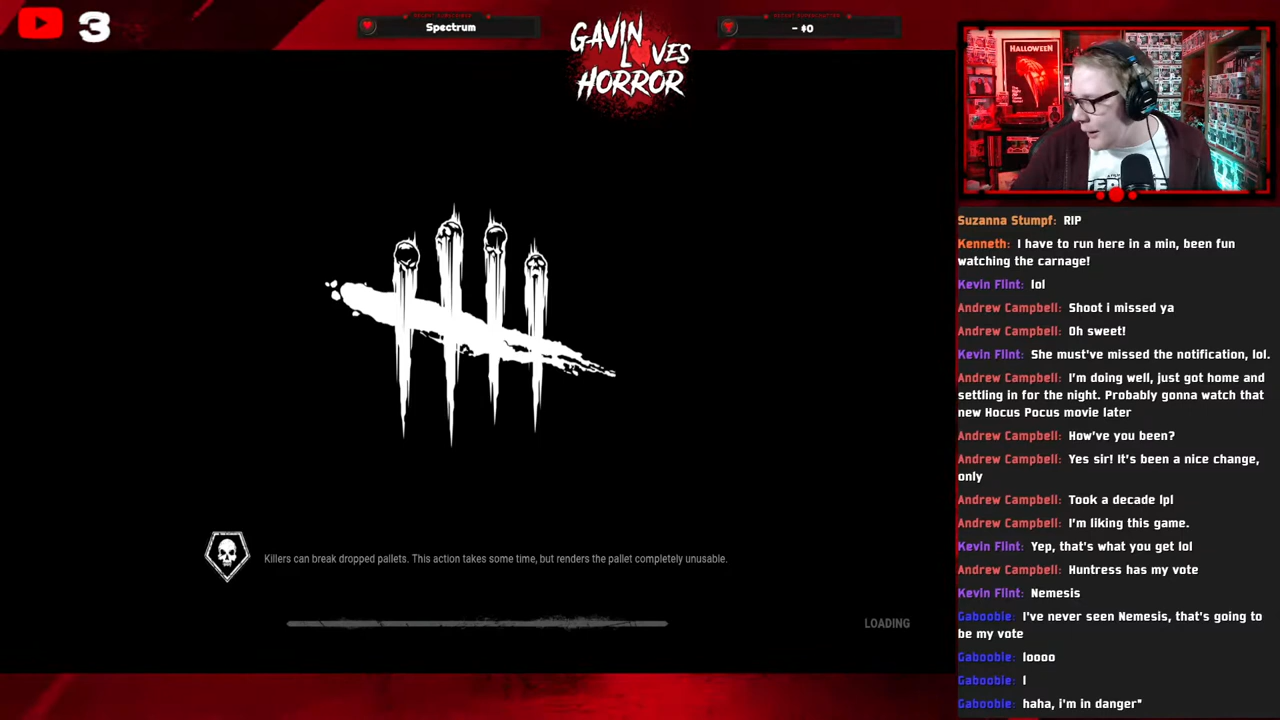 3
Spectrum
- $0
GAVIN
LOVES
HORROR
HALLOWEEN
Suzanna Stumpf: RIP
Kenneth: I have to run here in a min, been fun
watching the carnage!
Kevin Flint: lol
Andrew Campbell: Shoot i missed ya
Andrew Campbell: Oh sweet!
Kevin Flint: She must've missed the notification, lol.
Andrew Campbell: I'm doing well, just got home and
settling in for the night. Probably gonna watch that
new Hocus Pocus movie later
Andrew Campbell: How've you been?
Andrew Campbell: Yes sir! It's been a nice change,
only
Andrew Campbell: Took a decade lpl
Andrew Campbell: I'm liking this game.
Kevin Flint: Yep, that's what you get lol
Andrew Campbell: Huntress has my vote
Kevin Flint: Nemesis
Gaboobie: I've never seen Nemesis, that's going to
be my vote
Gaboobie: loooo
Gaboobie: I
Gaboobie: haha, i'm in danger"
Killers can break dropped pallets. This action takes some time, but renders the pallet completely unusable.
LOADING